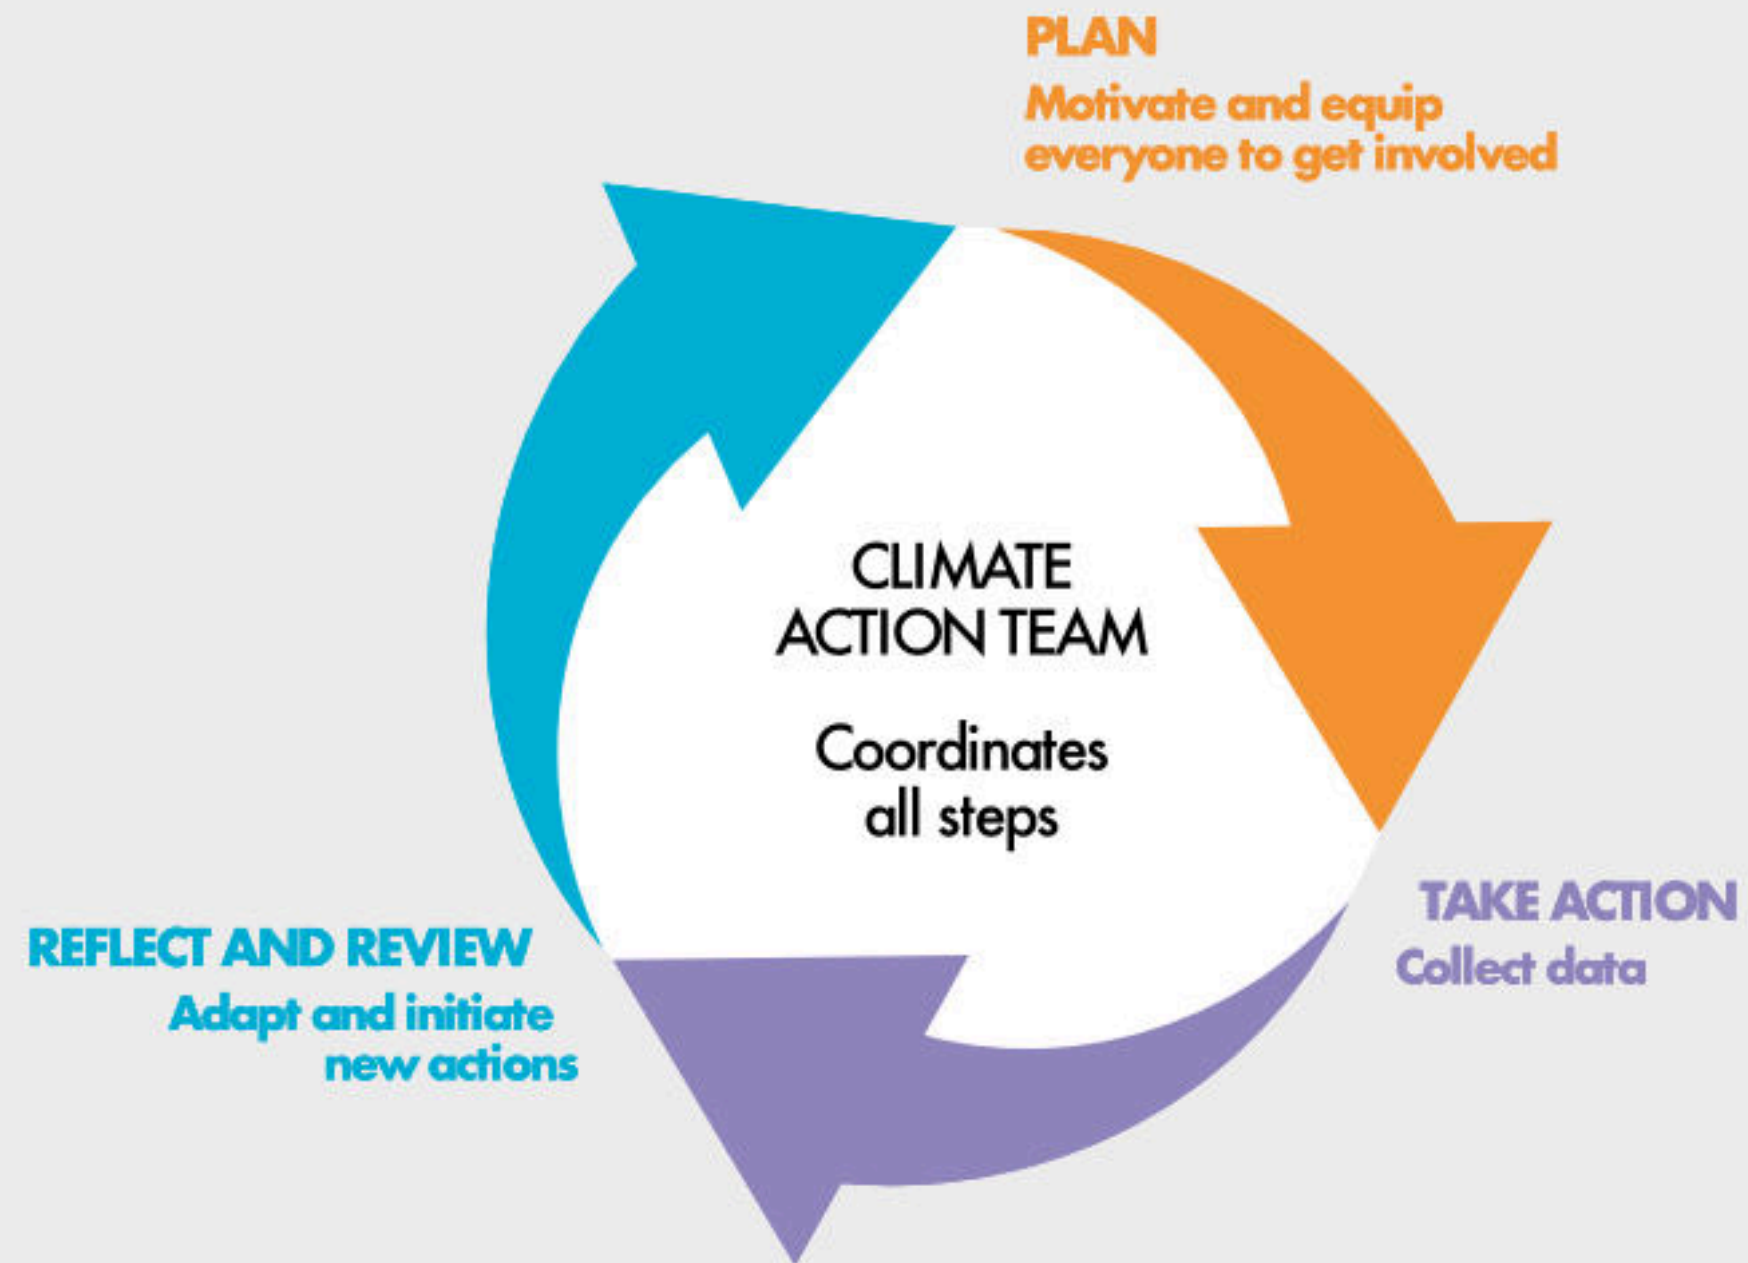 PLAN
Motivate and equip
everyone to get involved
CLIMATE
ACTION TEAM
Coordinates
all steps
TAKE ACTION
Collect data
REFLECT AND REVIEW
Adapt and initiate
new actions